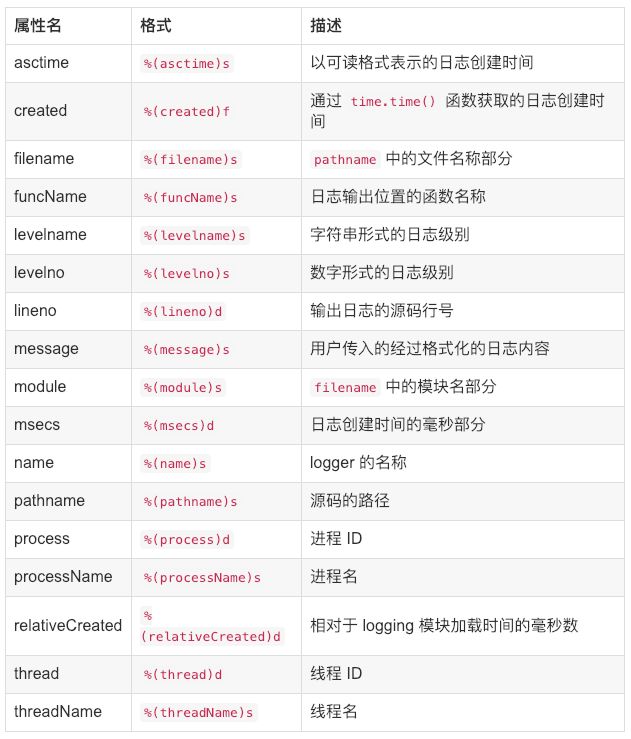 属性名 格式 描述
asctime %(asctime)s 以可读格式表示的日志创建时间
created %(created)f 通过 time.time() 函数获取的日志创建时
间
filename %(filename)s pathname 中的文件名称部分
funcName %(funcName)s 日志输出位置的函数名称
levelname %(levelname)s 字符串形式的日志级别
levelno %(levelno)s 数字形式的日志级别
lineno %(lineno)d 输出日志的源码行号
message %(message)s 用户传入的经过格式化的日志内容
module %(module)s filename 中的模块名部分
msecs %(msecs)d 日志创建时间的毫秒部分
name %(name)s logger 的名称
pathname %(pathname)s 源码的路径
process %(process)d 进程 ID
processName %(processName)s 进程名
relativeCreated %
(relativeCreated)d 相对于 logging 模块加载时间的毫秒数
thread %(thread)d 线程 ID
threadName %(threadName)s 线程名